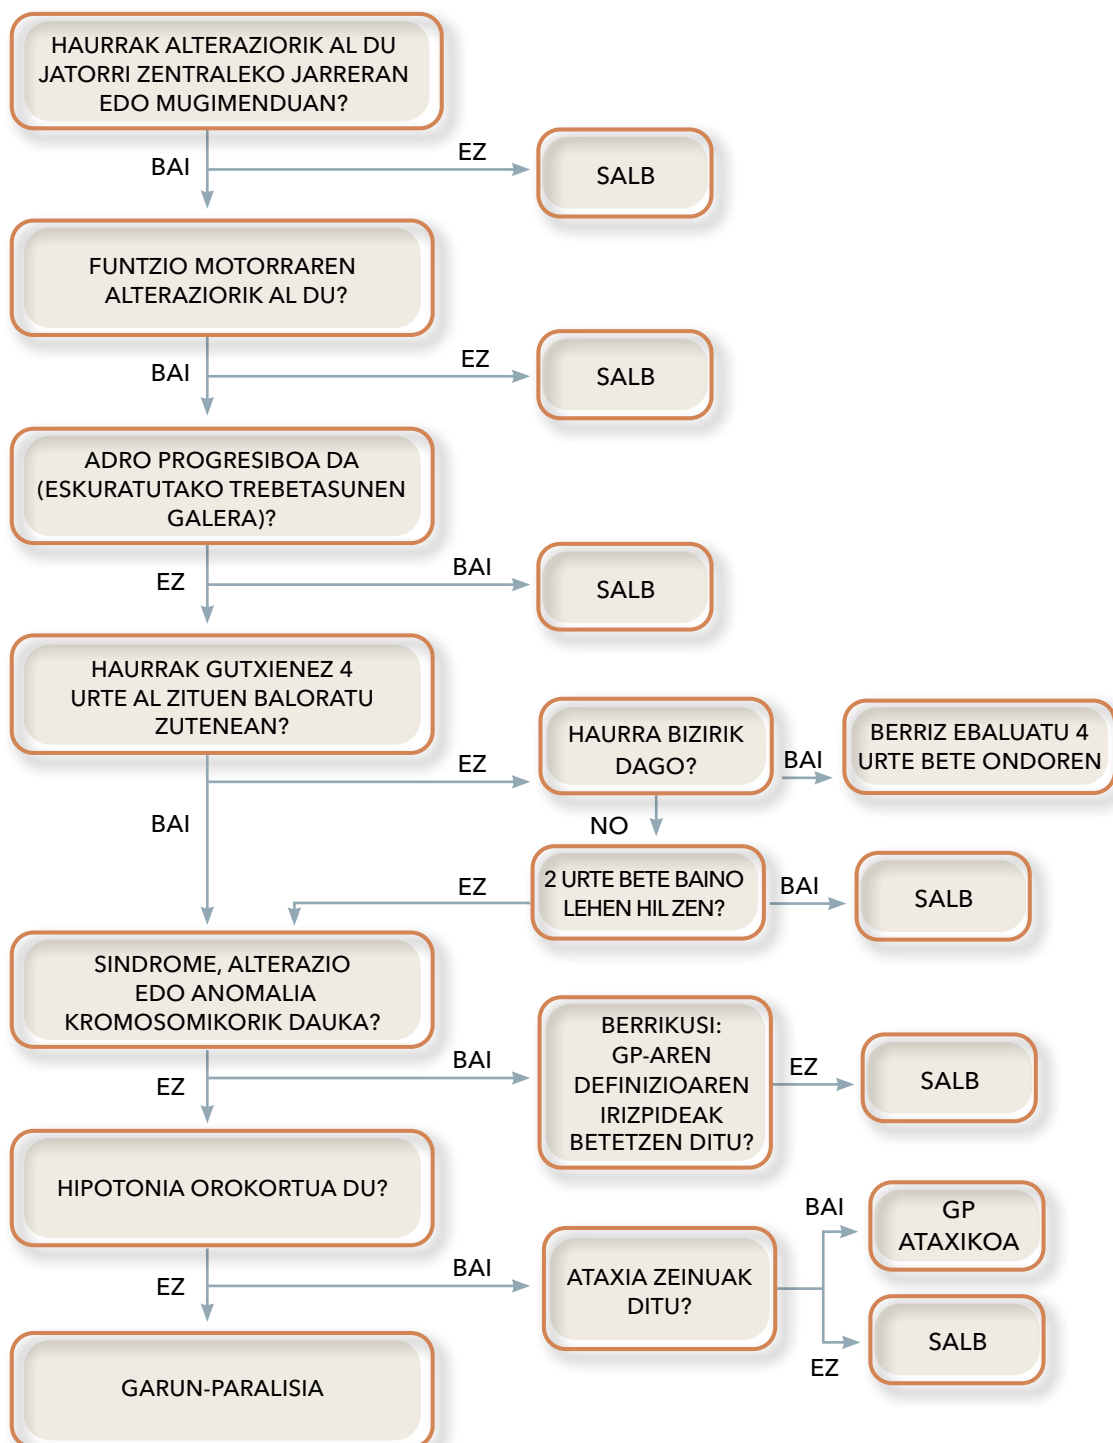 HAURRAK ALTERAZIORIK AL DU
JATORRI ZENTRALEKO JARRERAN
EDO MUGIMENDUAN?
BAI
EZ
SALB
FUNTZIO MOTORRAREN
ALTERAZIORIK AL DU?
BAI
EZ
SALB
ADRO PROGRESIBOA DA
(ESKURATUTAKO TREBETASUNEN
GALERA)?
EZ
BAI
SALB
HAURRAK GUTXIENEZ 4
URTE AL ZITUEN BALORATU
ZUTENEAN?
BAI
EZ
HAURRA BIZIRIK
DAGO?
BAI
BERRIZ EBALUATU 4
URTE BETE ONDOREN
NO
2 URTE BETE BAINO
LEHEN HIL ZEN?
EZ
BAI
SALB
SINDROME, ALTERAZIO
EDO ANOMALIA
KROMOSOMIKORIK DAUKA?
EZ
BAI
BERRIKUSI:
GP-AREN
DEFINIZIOAREN
IRIZPIDEAK
BETETZEN DITU?
EZ
SALB
HIPOTONIA OROKORTUA DU?
EZ
BAI
ATAXIA ZEINUAK
DITU?
BAI
GP
ATAXIKOA
EZ
SALB
GARUN-PARALISIA